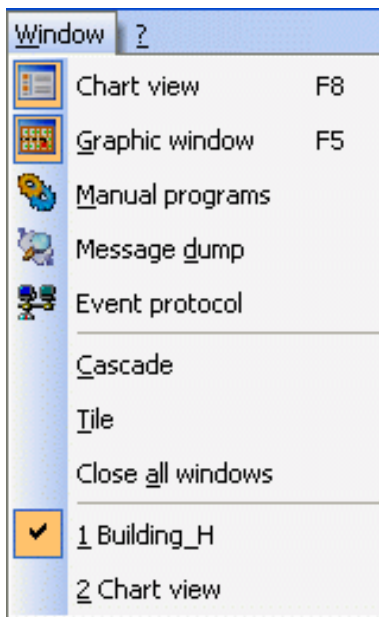 Window ?
Chart view F8
Graphic window F5
Manual programs
Message dump
Event protocol
Cascade
Tile
Close all windows
1 Building_H
2 Chart view